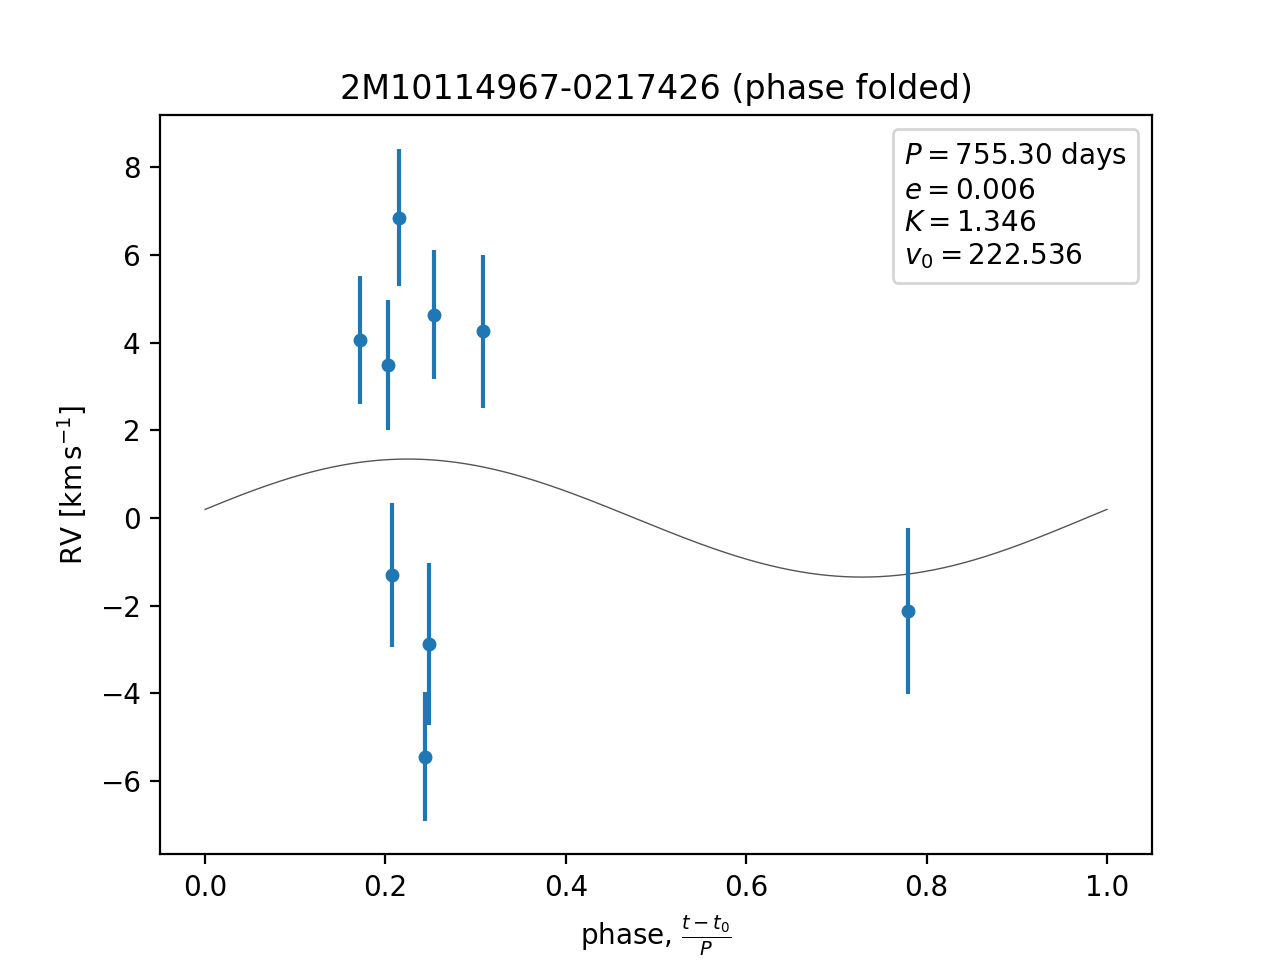 2M10114967-0217426 (phase folded)
P = 755.30 days
e = 0.006
K = 1.346
v₀ = 222.536
RV [km s⁻¹]
8
6
4
2
0
−2
−4
−6
0.0 0.2 0.4 0.6 0.8 1.0
phase, (t − t₀)/P